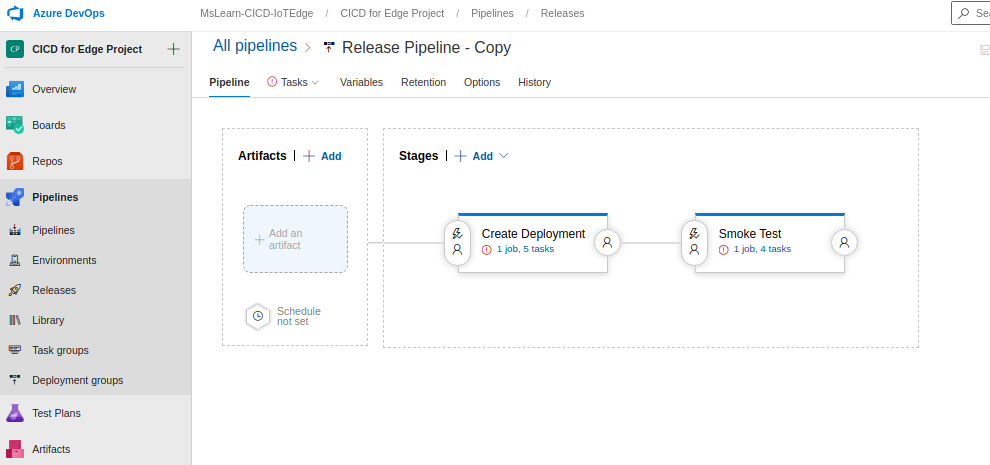 Azure DevOps
MsLearn-CICD-IoTEdge / CICD for Edge Project / Pipelines / Releases
CP
CICD for Edge Project
Overview
Boards
Repos
Pipelines
Pipelines
Environments
Releases
Library
Task groups
Deployment groups
Test Plans
Artifacts
All pipelines > Release Pipeline - Copy
Pipeline Tasks Variables Retention Options History
Artifacts | + Add
Add an
artifact
Schedule
not set
Stages | + Add
Create Deployment
1 job, 5 tasks
Smoke Test
1 job, 4 tasks